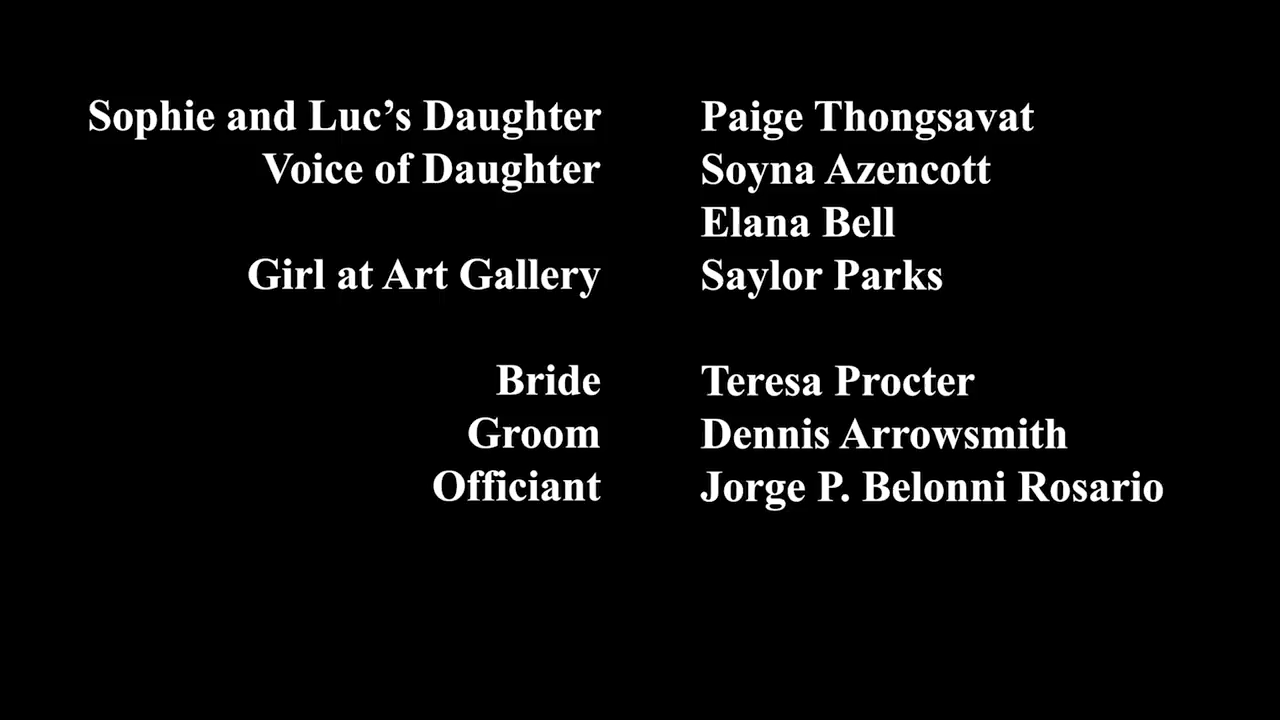 Sophie and Luc’s Daughter Paige Thongsavat
Voice of Daughter Soyna Azencott
Elana Bell
Girl at Art Gallery Saylor Parks
Bride Teresa Procter
Groom Dennis Arrowsmith
Officiant Jorge P. Belonni Rosario